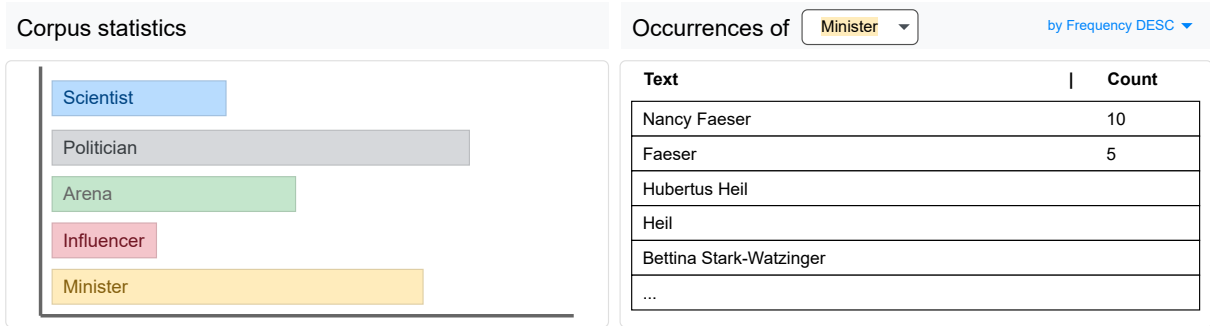 Corpus statistics
Scientist
Politician
Arena
Influencer
Minister
Occurrences of Minister by Frequency DESC
Text | Count
Nancy Faeser 10
Faeser 5
Hubertus Heil
Heil
Bettina Stark-Watzinger
...